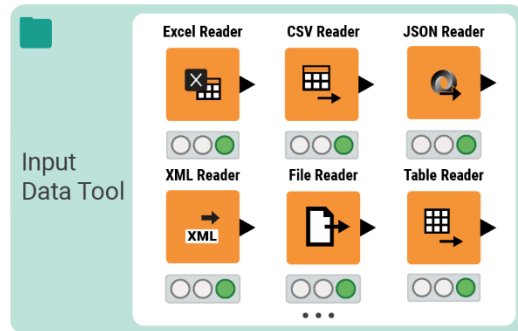 Input
Data Tool
Excel Reader
CSV Reader
JSON Reader
XML Reader
XML
File Reader
Table Reader